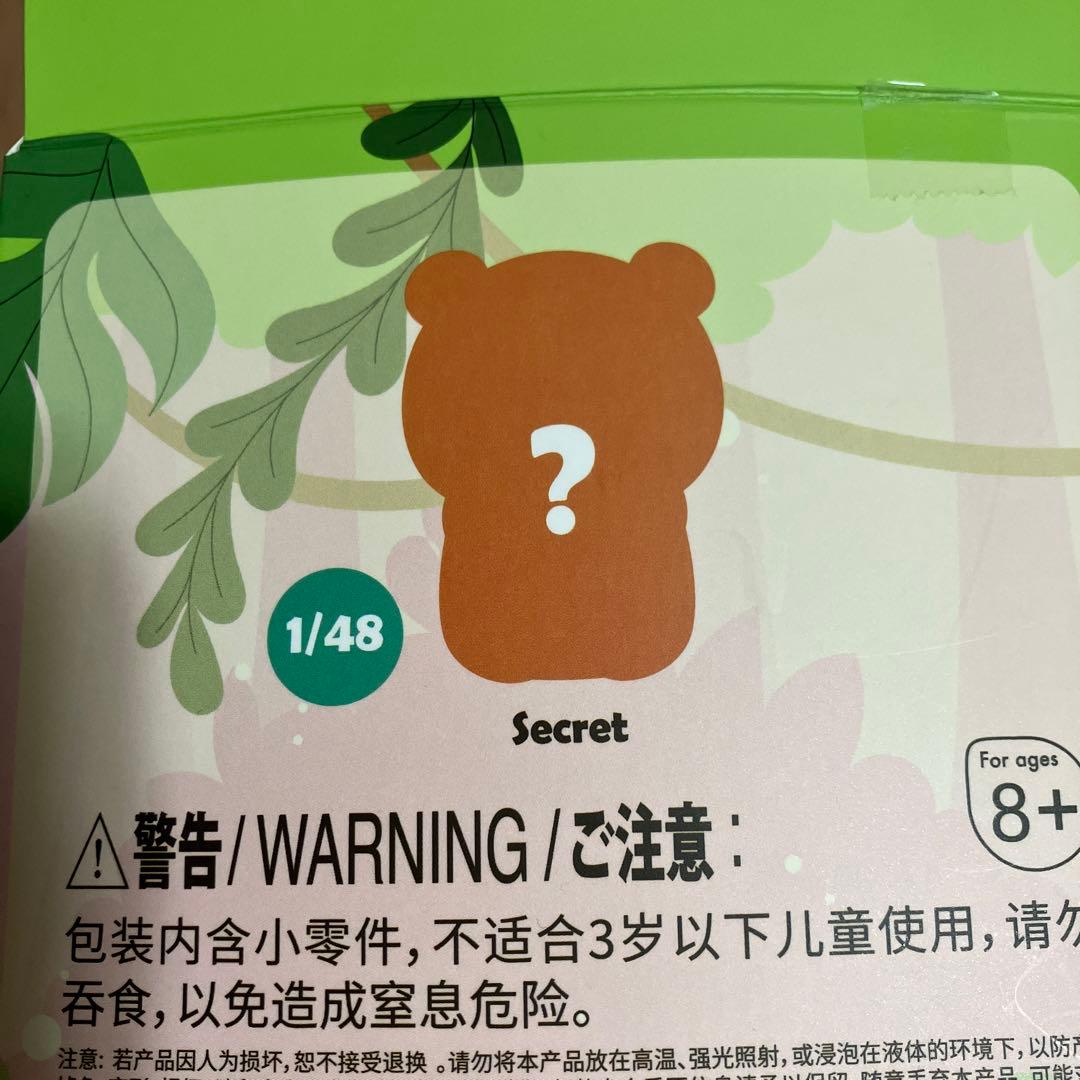 ?
1/48
Secret
For ages
8+
警告/WARNING/ご注意:
包装内含小零件,不适合3岁以下儿童使用,请勿
吞食,以免造成窒息危险。
注意: 若产品因人为损坏,恕不接受退换 。请勿将本产品放在高温、强光照射,或浸泡在液体的环境下,以防产